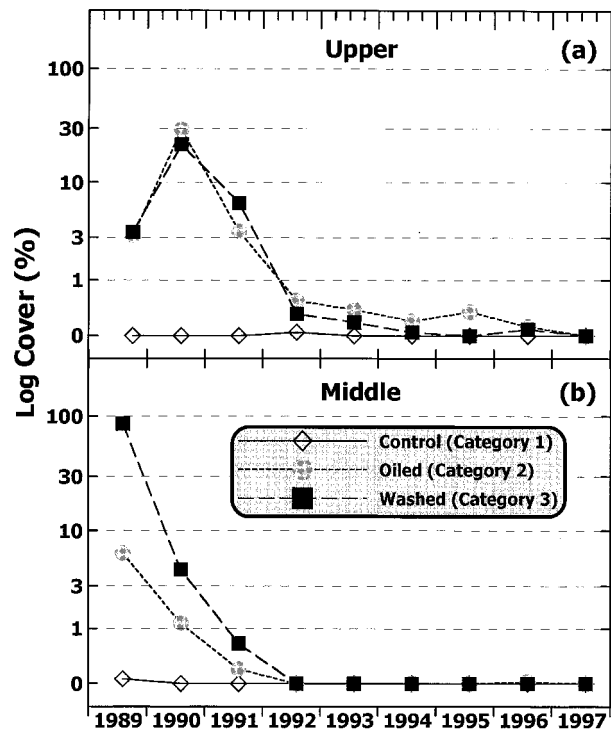 Upper (a)
100
30
10
3
1
0
Log Cover (%)
Middle (b)
100
30
10
3
1
0
Control (Category 1)
Oiled (Category 2)
Washed (Category 3)
1989 1990 1991 1992 1993 1994 1995 1996 1997